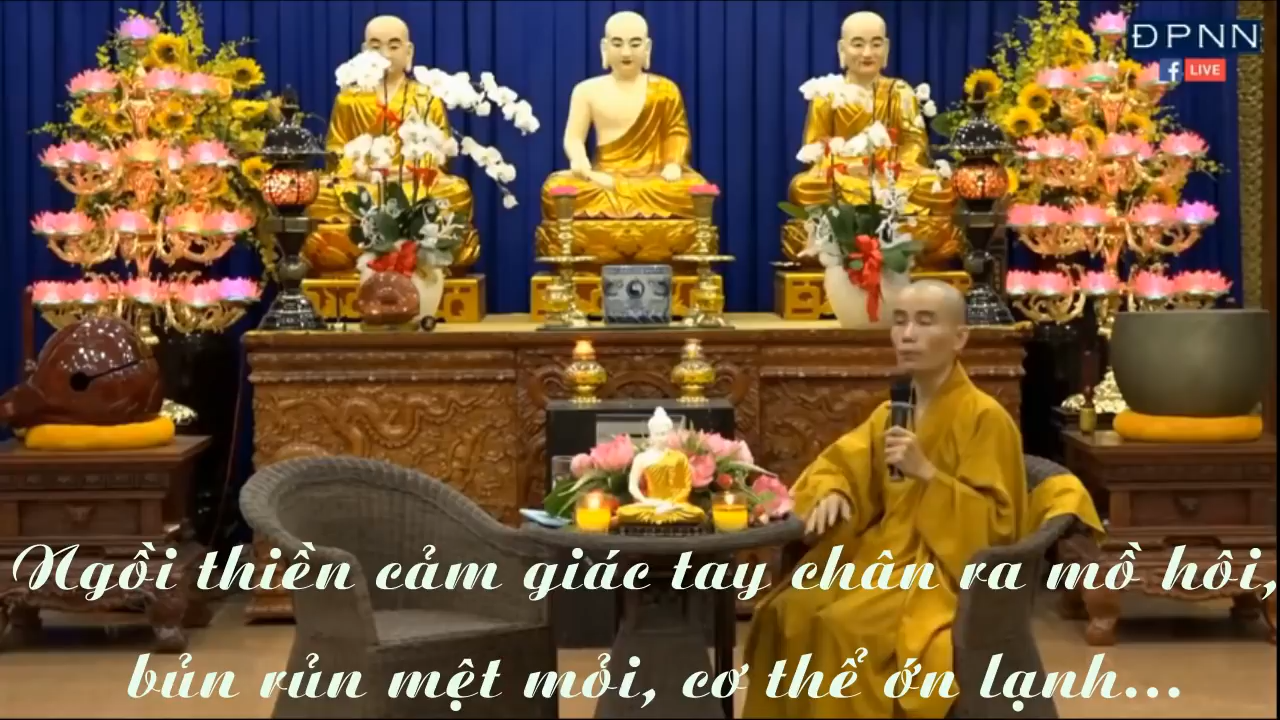 ĐPNN
f LIVE
Ngồi thiền cảm giác tay chân ra mồ hôi,
bủn rủn mệt mỏi, cơ thể ớn lạnh...